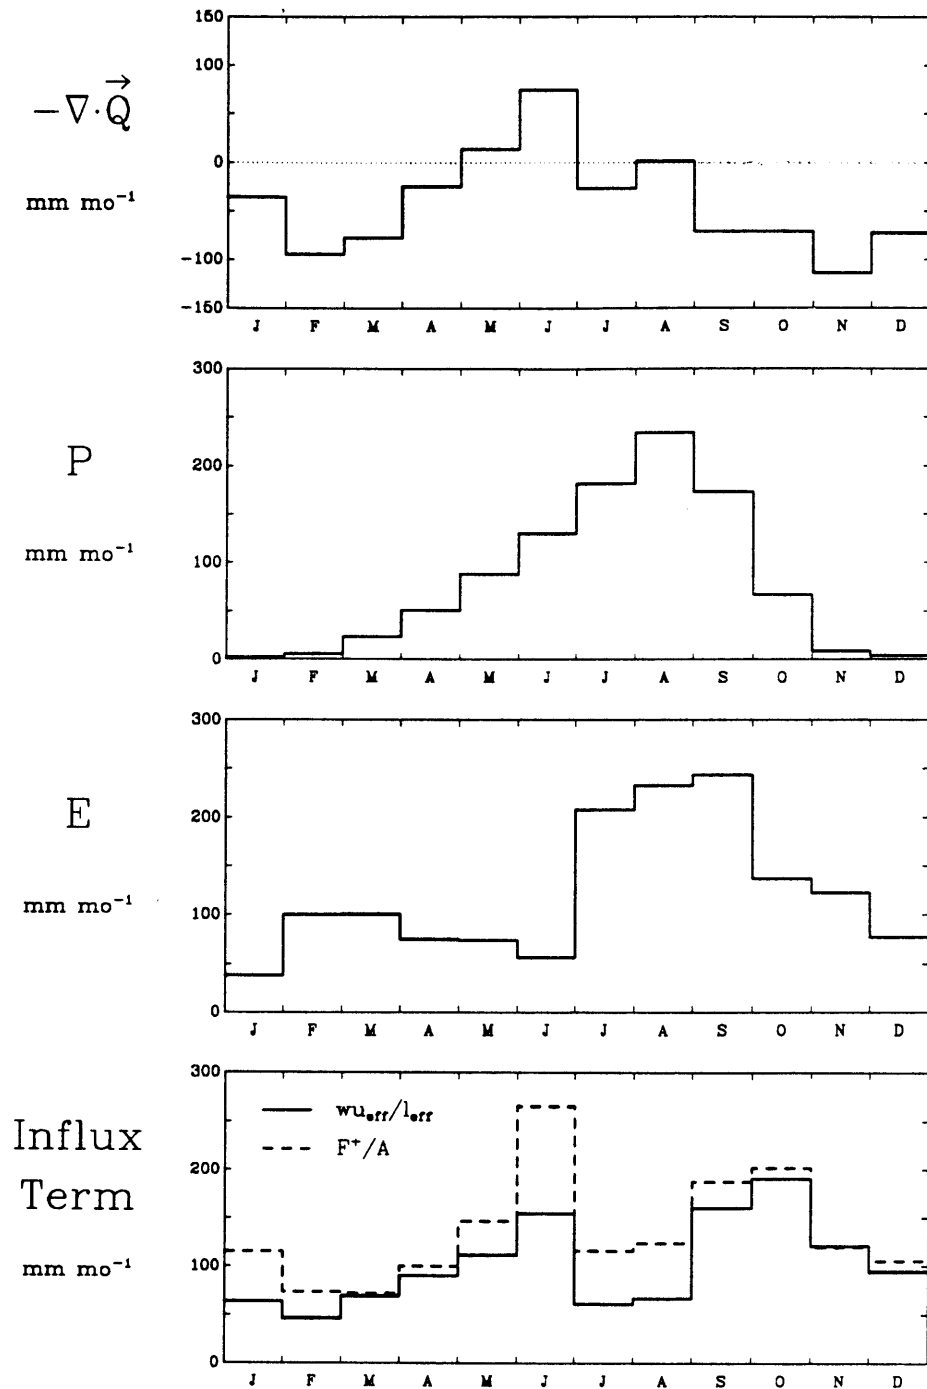 150
100
0
−100
−150
−∇·Q⃗
mm mo⁻¹
J F M A M J J A S O N D
300
200
100
0
P
mm mo⁻¹
J F M A M J J A S O N D
300
200
100
0
E
mm mo⁻¹
J F M A M J J A S O N D
300
200
100
0
wu_eff/l_eff
F⁺/A
Influx
Term
mm mo⁻¹
J F M A M J J A S O N D